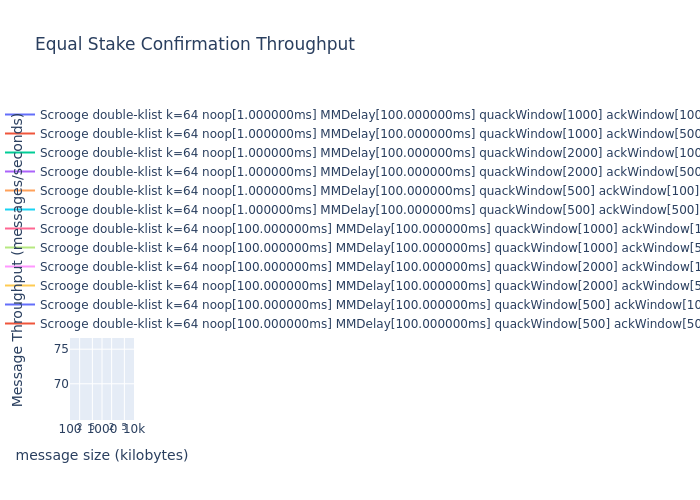 Equal Stake Confirmation Throughput
Scrooge double-klist k=64 noop[1.000000ms] MMDelay[100.000000ms] quackWindow[1000] ackWindow[100
Scrooge double-klist k=64 noop[1.000000ms] MMDelay[100.000000ms] quackWindow[1000] ackWindow[500
Scrooge double-klist k=64 noop[1.000000ms] MMDelay[100.000000ms] quackWindow[2000] ackWindow[100
Scrooge double-klist k=64 noop[1.000000ms] MMDelay[100.000000ms] quackWindow[2000] ackWindow[500
Scrooge double-klist k=64 noop[1.000000ms] MMDelay[100.000000ms] quackWindow[500] ackWindow[100]
Scrooge double-klist k=64 noop[1.000000ms] MMDelay[100.000000ms] quackWindow[500] ackWindow[500]
Scrooge double-klist k=64 noop[100.000000ms] MMDelay[100.000000ms] quackWindow[1000] ackWindow[1
Scrooge double-klist k=64 noop[100.000000ms] MMDelay[100.000000ms] quackWindow[1000] ackWindow[5
Scrooge double-klist k=64 noop[100.000000ms] MMDelay[100.000000ms] quackWindow[2000] ackWindow[1
Scrooge double-klist k=64 noop[100.000000ms] MMDelay[100.000000ms] quackWindow[2000] ackWindow[5
Scrooge double-klist k=64 noop[100.000000ms] MMDelay[100.000000ms] quackWindow[500] ackWindow[10
Scrooge double-klist k=64 noop[100.000000ms] MMDelay[100.000000ms] quackWindow[500] ackWindow[50
Message Throughput (messages/seconds)
75
70
100 2 5 1000 2 5 10k
message size (kilobytes)